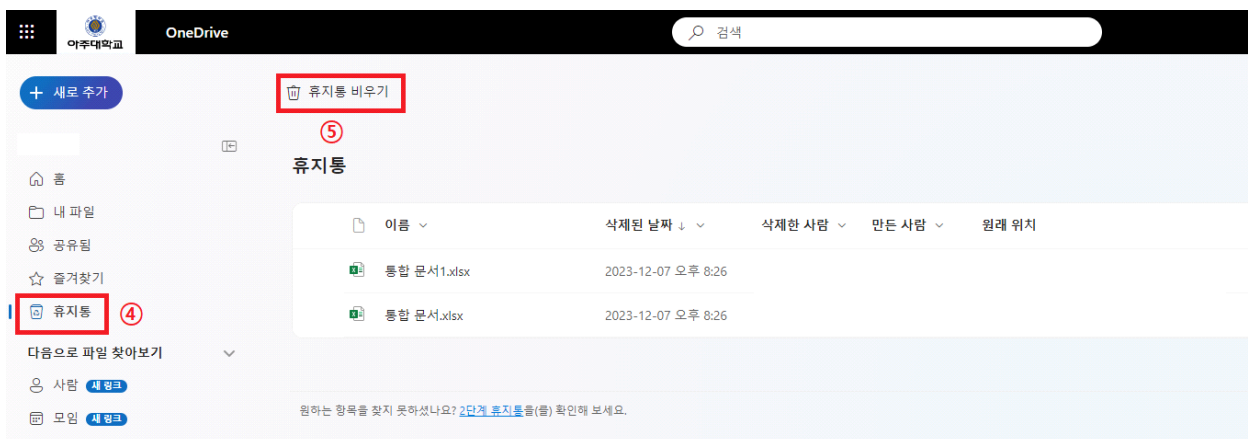 아주대학교 OneDrive 검색
+ 새로 추가
휴지통 비우기
⑤
휴지통
홈
내 파일
공유됨
즐겨찾기
휴지통 ④
다음으로 파일 찾아보기
사람 새 링크
모임 새 링크
이름 삭제된 날짜 ↓ 삭제한 사람 만든 사람 원래 위치
통합 문서1.xlsx 2023-12-07 오후 8:26
통합 문서.xlsx 2023-12-07 오후 8:26
원하는 항목을 찾지 못하셨나요? 2단계 휴지통을(를) 확인해 보세요.